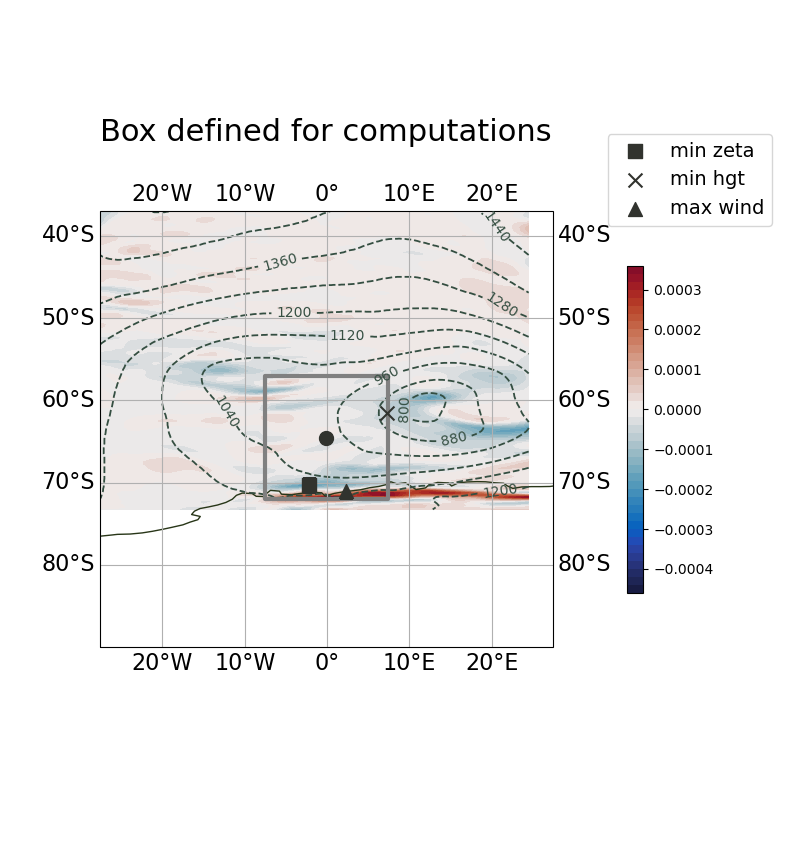 Box defined for computations
min zeta
min hgt
max wind
20°W 10°W 0° 10°E 20°E
40°S 40°S
50°S 50°S
60°S 60°S
70°S 70°S
80°S 80°S
20°W 10°W 0° 10°E 20°E
1440
1360
1280
1200
1120
960
1040
800
880
1200
0.0003
0.0002
0.0001
0.0000
−0.0001
−0.0002
−0.0003
−0.0004